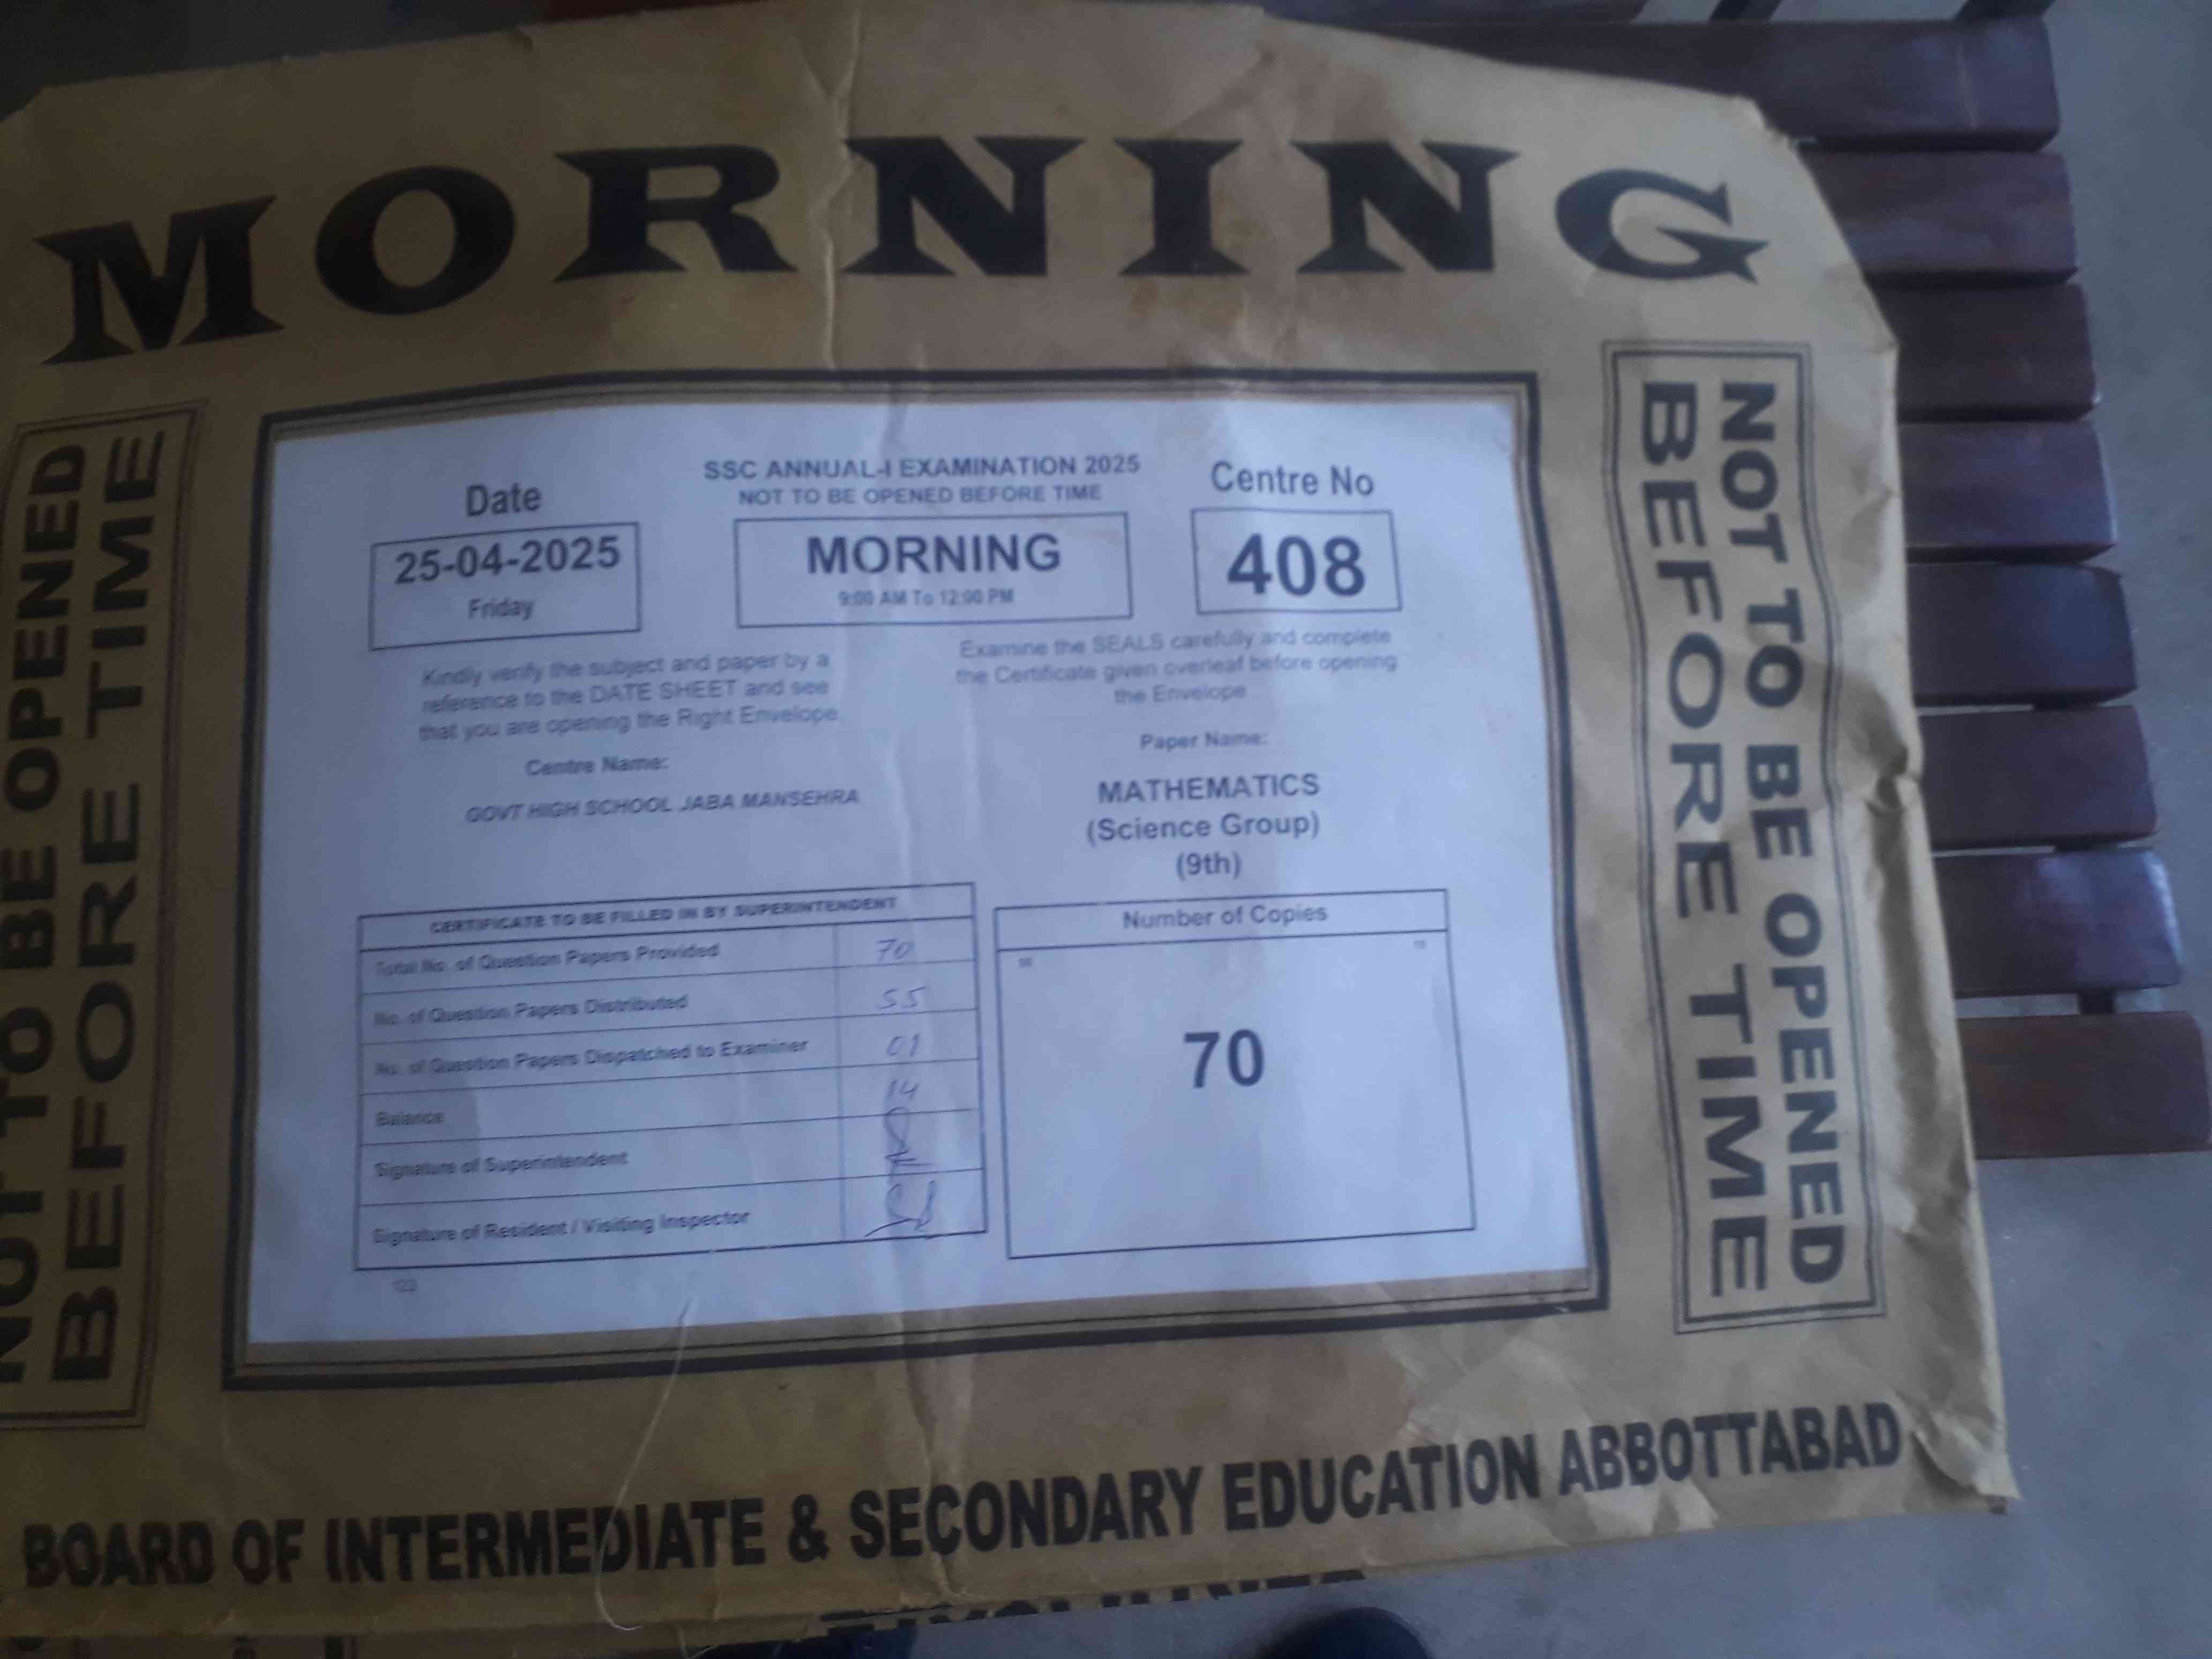 MORNING
NOT TO BE OPENED
BEFORE TIME
SSC ANNUAL-I EXAMINATION 2025
NOT TO BE OPENED BEFORE TIME
Date
25-04-2025
Friday
MORNING
9:00 AM To 12:00 PM
Centre No
408
Kindly verify the subject and paper by a
reference to the DATE SHEET and see
that you are opening the Right Envelope.
Examine the SEALS carefully and complete
the Certificate given overleaf before opening
the Envelope
Centre Name:
GOVT HIGH SCHOOL JABA MANSEHRA
Paper Name:
MATHEMATICS
(Science Group)
(9th)
CERTIFICATE TO BE FILLED IN BY SUPERINTENDENT
Total No. of Question Papers Provided 70
No. of Question Papers Distributed 55
No. of Question Papers Dispatched to Examiner 01
Balance 14
Signature of Superintendent
Signature of Resident / Visiting Inspector
Number of Copies
70
NOT TO BE OPENED
BEFORE TIME
BOARD OF INTERMEDIATE & SECONDARY EDUCATION ABBOTTABAD